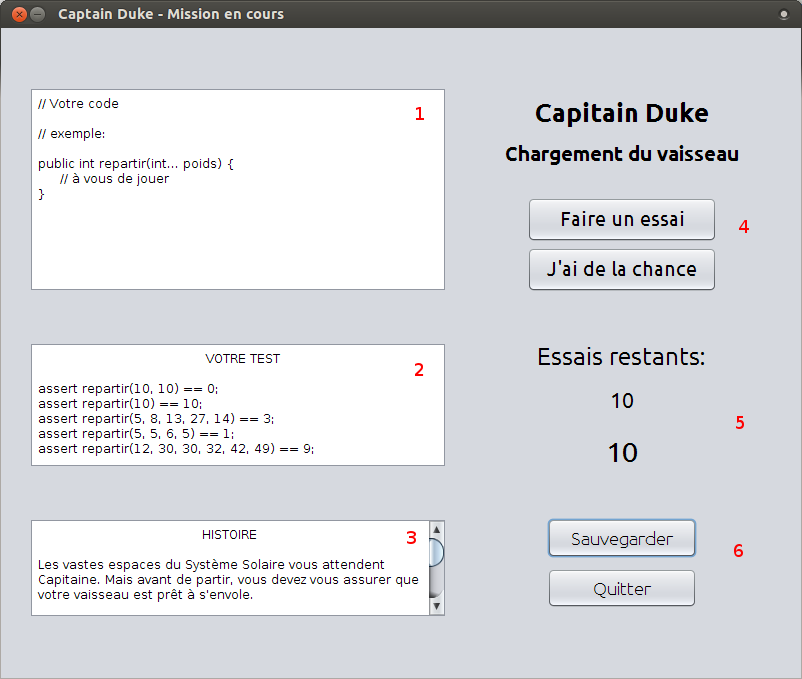 Captain Duke - Mission en cours
// Votre code
1
// exemple:
public int repartir(int... poids) {
// à vous de jouer
}
Capitain Duke
Chargement du vaisseau
Faire un essai
4
J'ai de la chance
VOTRE TEST
2
assert repartir(10, 10) == 0;
assert repartir(10) == 10;
assert repartir(5, 8, 13, 27, 14) == 3;
assert repartir(5, 5, 6, 5) == 1;
assert repartir(12, 30, 30, 32, 42, 49) == 9;
Essais restants:
10
5
10
HISTOIRE
3
Les vastes espaces du Système Solaire vous attendent
Capitaine. Mais avant de partir, vous devez vous assurer que
votre vaisseau est prêt à s'envole.
Sauvegarder
6
Quitter